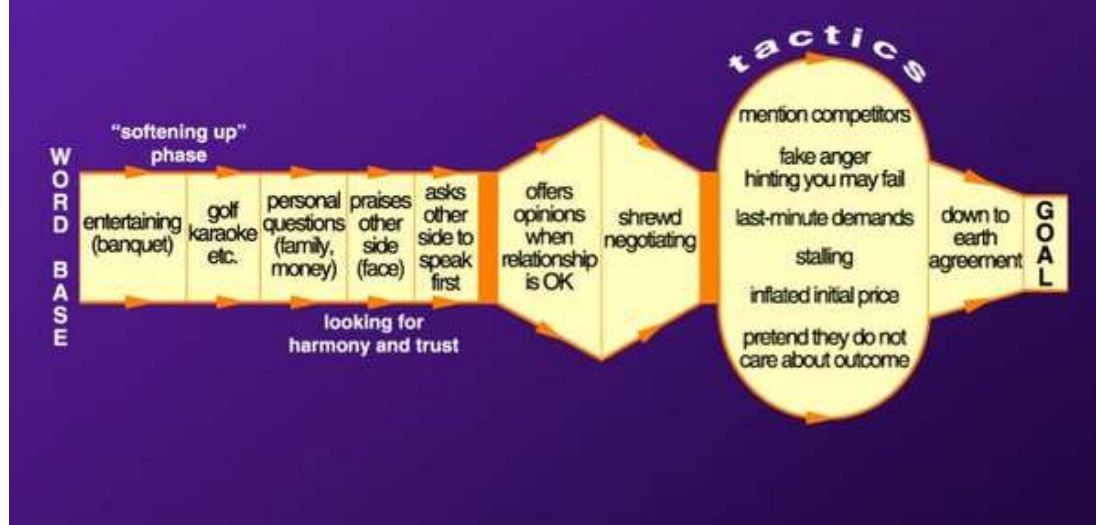 tactics
"softening up"
phase
WORD BASE
entertaining
(banquet)
golf
karaoke
etc.
personal
questions
(family,
money)
praises
other
side
(face)
asks
other
side to
speak
first
looking for
harmony and trust
offers
opinions
when
relationship
is OK
shrewd
negotiating
mention competitors
fake anger
hinting you may fail
last-minute demands
stalling
inflated initial price
pretend they do not
care about outcome
down to
earth
agreement
GOAL